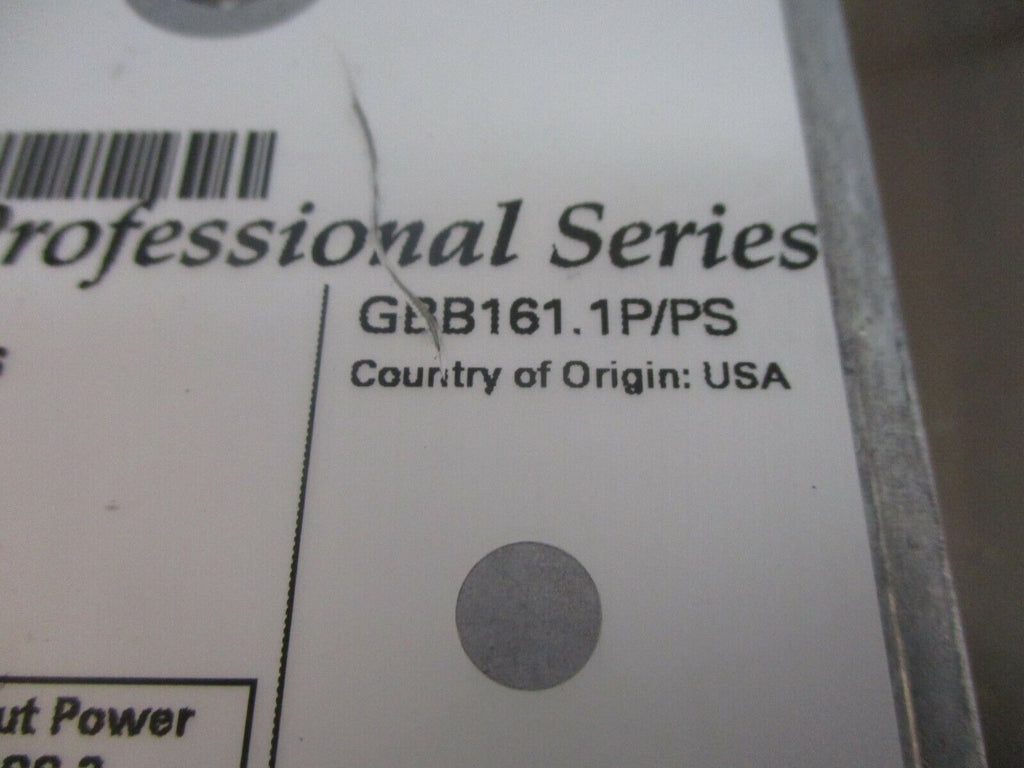 Professional Series
GBB161.1P/PS
Country of Origin: USA
ut Power